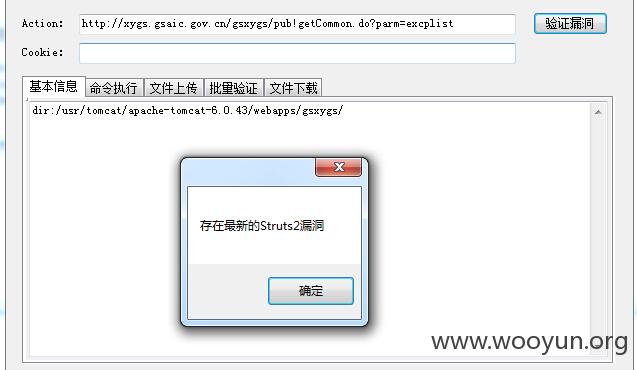 Action: http://xygs.gsaic.gov.cn/gsxygs/pub!getCommon.do?parm=excplist 验证漏洞
Cookie:
基本信息 命令执行 文件上传 批量验证 文件下载
dir:/usr/tomcat/apache-tomcat-6.0.43/webapps/gsxygs/
存在最新的Struts2漏洞
确定
www.wooyun.org